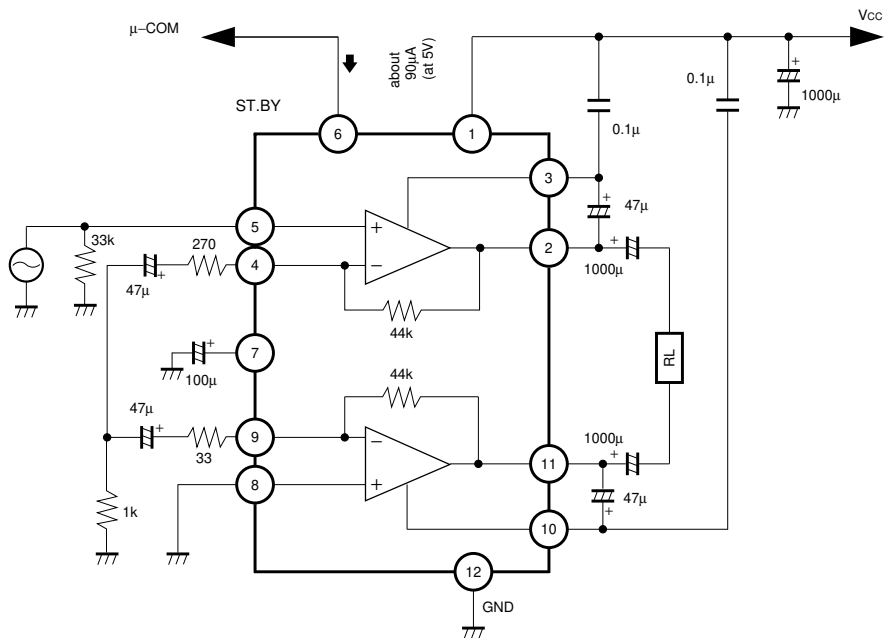 μ–COM
Vcc
about
90μA
(at 5V)
ST.BY
0.1μ
+
1000μ
6
1
0.1μ
3
47μ
+
5
+
33k
270
4
−
2
+
47μ
+
1000μ
44k
7
+
100μ
RL
44k
47μ
+
9
−
33
1000μ
11
+
8
+
47μ
1k
+
10
12
GND